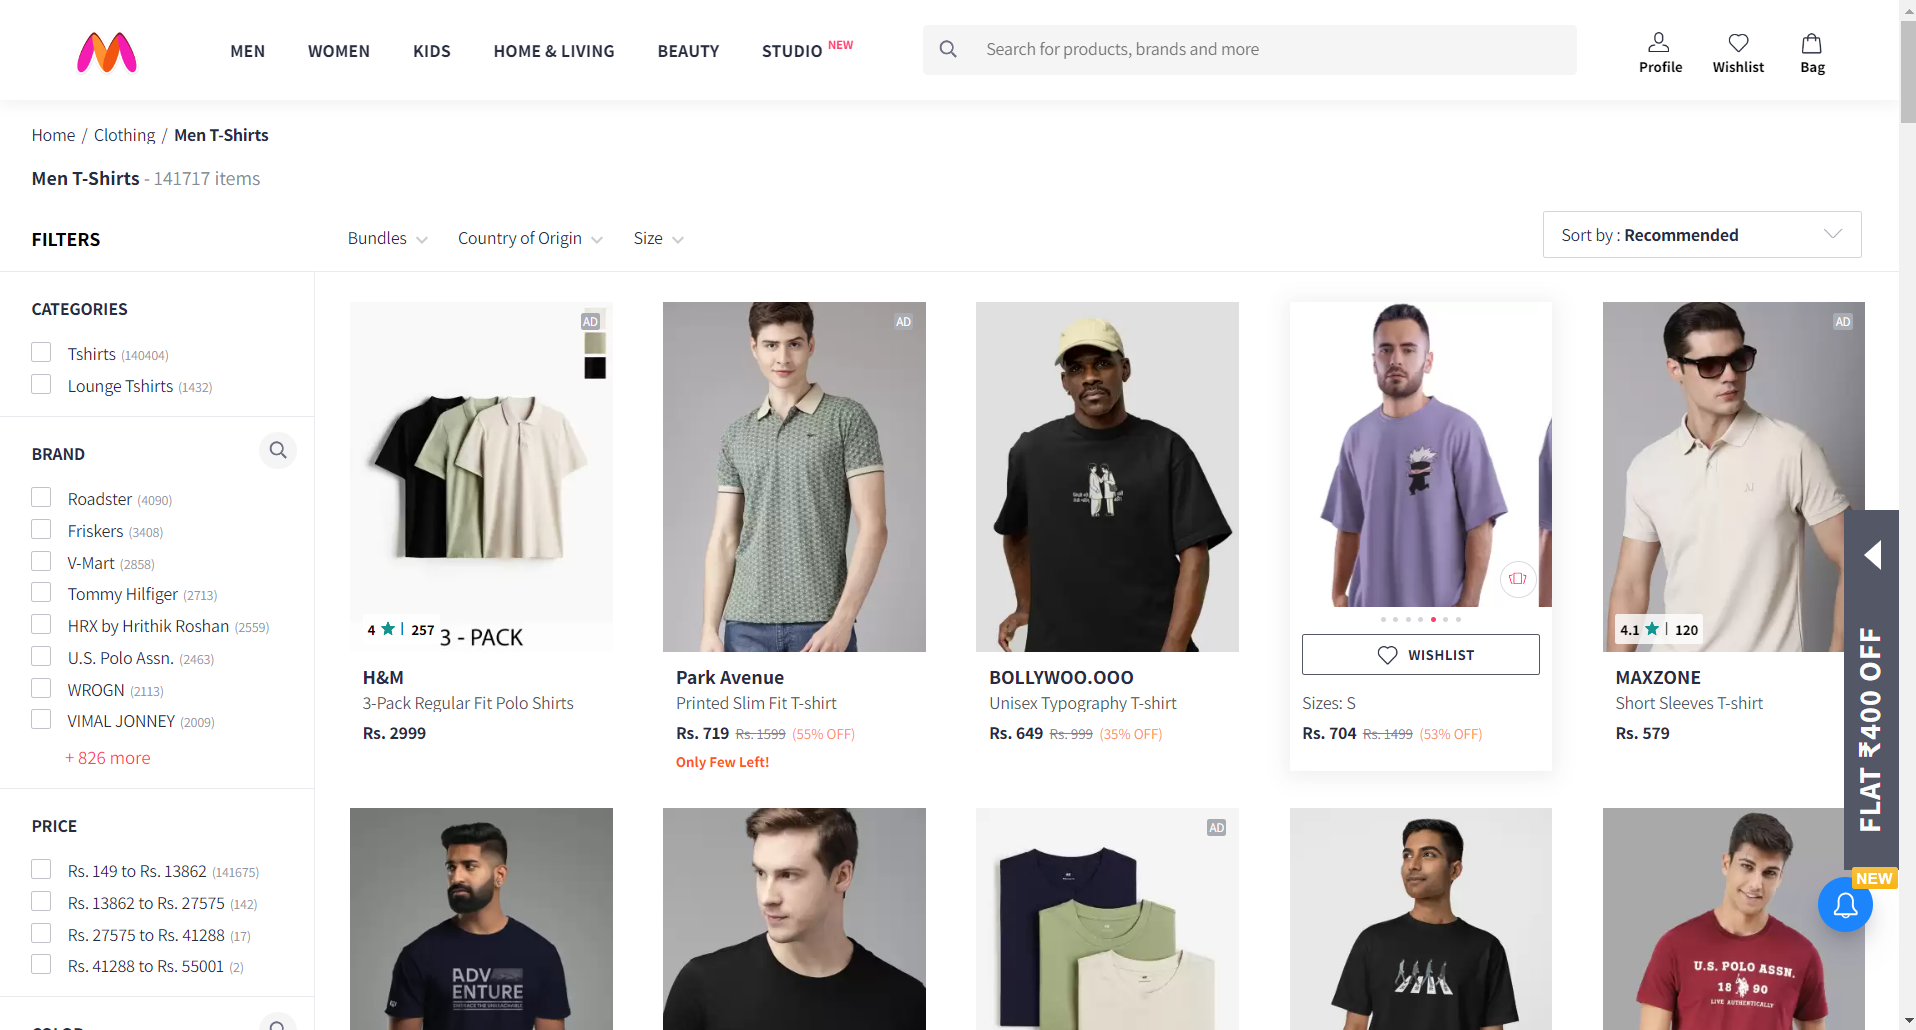 MEN WOMEN KIDS HOME & LIVING BEAUTY STUDIO NEW
Search for products, brands and more
Profile Wishlist Bag
Home / Clothing / Men T-Shirts
Men T-Shirts - 141717 items
FILTERS
Bundles Country of Origin Size
Sort by : Recommended
CATEGORIES
Tshirts (140404)
Lounge Tshirts (1432)
BRAND
Roadster (4090)
Friskers (3408)
V-Mart (2858)
Tommy Hilfiger (2713)
HRX by Hrithik Roshan (2559)
U.S. Polo Assn. (2463)
WROGN (2113)
VIMAL JONNEY (2009)
+ 826 more
PRICE
Rs. 149 to Rs. 13862 (141675)
Rs. 13862 to Rs. 27575 (142)
Rs. 27575 to Rs. 41288 (17)
Rs. 41288 to Rs. 55001 (2)
COLOR
AD
4 | 257
3 - PACK
H&M
3-Pack Regular Fit Polo Shirts
Rs. 2999
AD
Park Avenue
Printed Slim Fit T-shirt
Rs. 719 Rs. 1599 (55% OFF)
Only Few Left!
BOLLYWOO.OOO
Unisex Typography T-shirt
Rs. 649 Rs. 999 (35% OFF)
WISHLIST
Sizes: S
Rs. 704 Rs. 1499 (53% OFF)
AD
4.1 | 120
MAXZONE
Short Sleeves T-shirt
Rs. 579
ADV
ENTURE
AD
U.S. POLO ASSN.
18 90
LIVE AUTHENTICALLY
FLAT ₹400 OFF
NEW